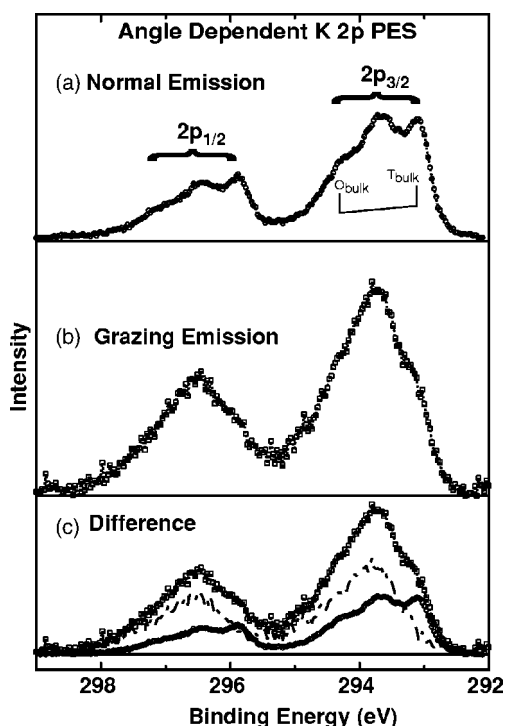 Angle Dependent K 2p PES
(a) Normal Emission
2p3/2
2p1/2
Obulk
Tbulk
(b) Grazing Emission
(c) Difference
Intensity
298
296
294
292
Binding Energy (eV)